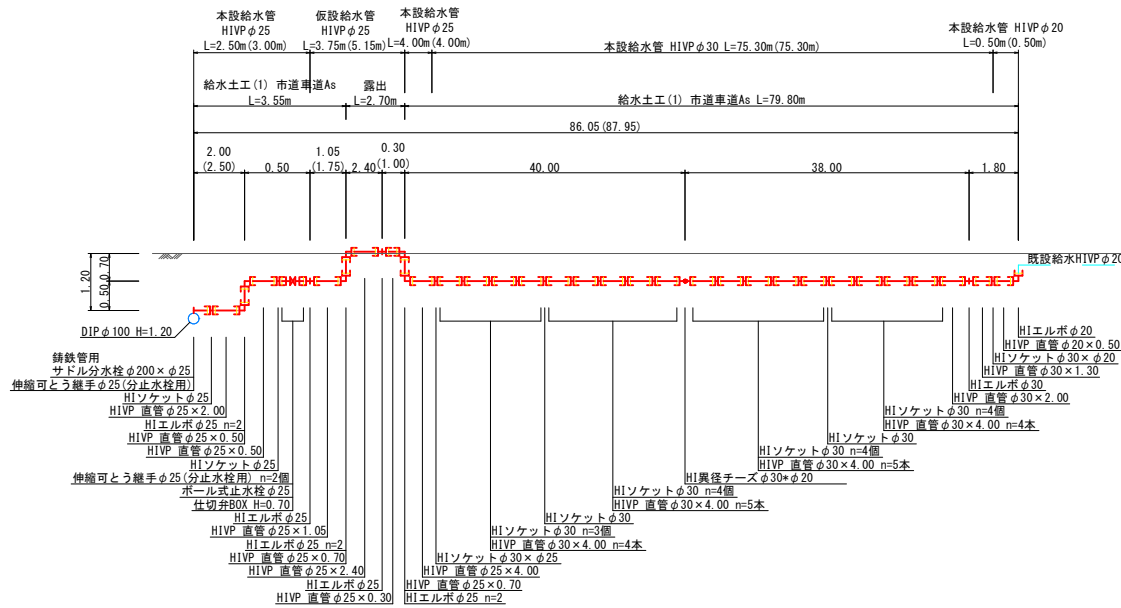 本設給水管
HIVPφ25
L=2.50m(3.00m)
仮設給水管
HIVPφ25
L=3.75m(5.15m)
本設給水管
HIVPφ25
L=4.00m(4.00m)
本設給水管 HIVPφ30 L=75.30m(75.30m)
本設給水管 HIVPφ20
L=0.50m(0.50m)
給水土工(1) 市道車道As
L=3.55m
露出
L=2.70m
給水土工(1) 市道車道As L=79.80m
86.05(87.95)
2.00
(2.50)
0.50
1.05
(1.75)
2.40
0.30
(1.00)
40.00
38.00
1.80
1.20
0.70
0.50
既設給水HIVPφ20
DIPφ100 H=1.20
鋳鉄管用
サドル分水栓φ200×φ25
伸縮可とう継手φ25(分止水栓用)
HIソケットφ25
HIVP 直管φ25×2.00
HIエルボφ25 n=2
HIVP 直管φ25×0.50
HIVP 直管φ25×0.50
HIソケットφ25
伸縮可とう継手φ25(分止水栓用) n=2個
ボール式止水栓φ25
仕切弁BOX H=0.70
HIエルボφ25
HIVP 直管φ25×1.05
HIエルボφ25 n=2
HIVP 直管φ25×0.70
HIVP 直管φ25×2.40
HIエルボφ25
HIVP 直管φ25×0.30
HIエルボφ20
HIVP 直管φ20×0.50
HIソケットφ30×φ20
HIVP 直管φ30×1.30
HIエルボφ30
HIVP 直管φ30×2.00
HIソケットφ30 n=4個
HIVP 直管φ30×4.00 n=4本
HIソケットφ30
HIソケットφ30 n=4個
HIVP 直管φ30×4.00 n=5本
HI異径チーズφ30*φ20
HIソケットφ30 n=4個
HIVP 直管φ30×4.00 n=5本
HIソケットφ30
HIソケットφ30 n=3個
HIVP 直管φ30×4.00 n=4本
HIソケットφ30×φ25
HIVP 直管φ25×4.00
HIVP 直管φ25×0.70
HIエルボφ25 n=2